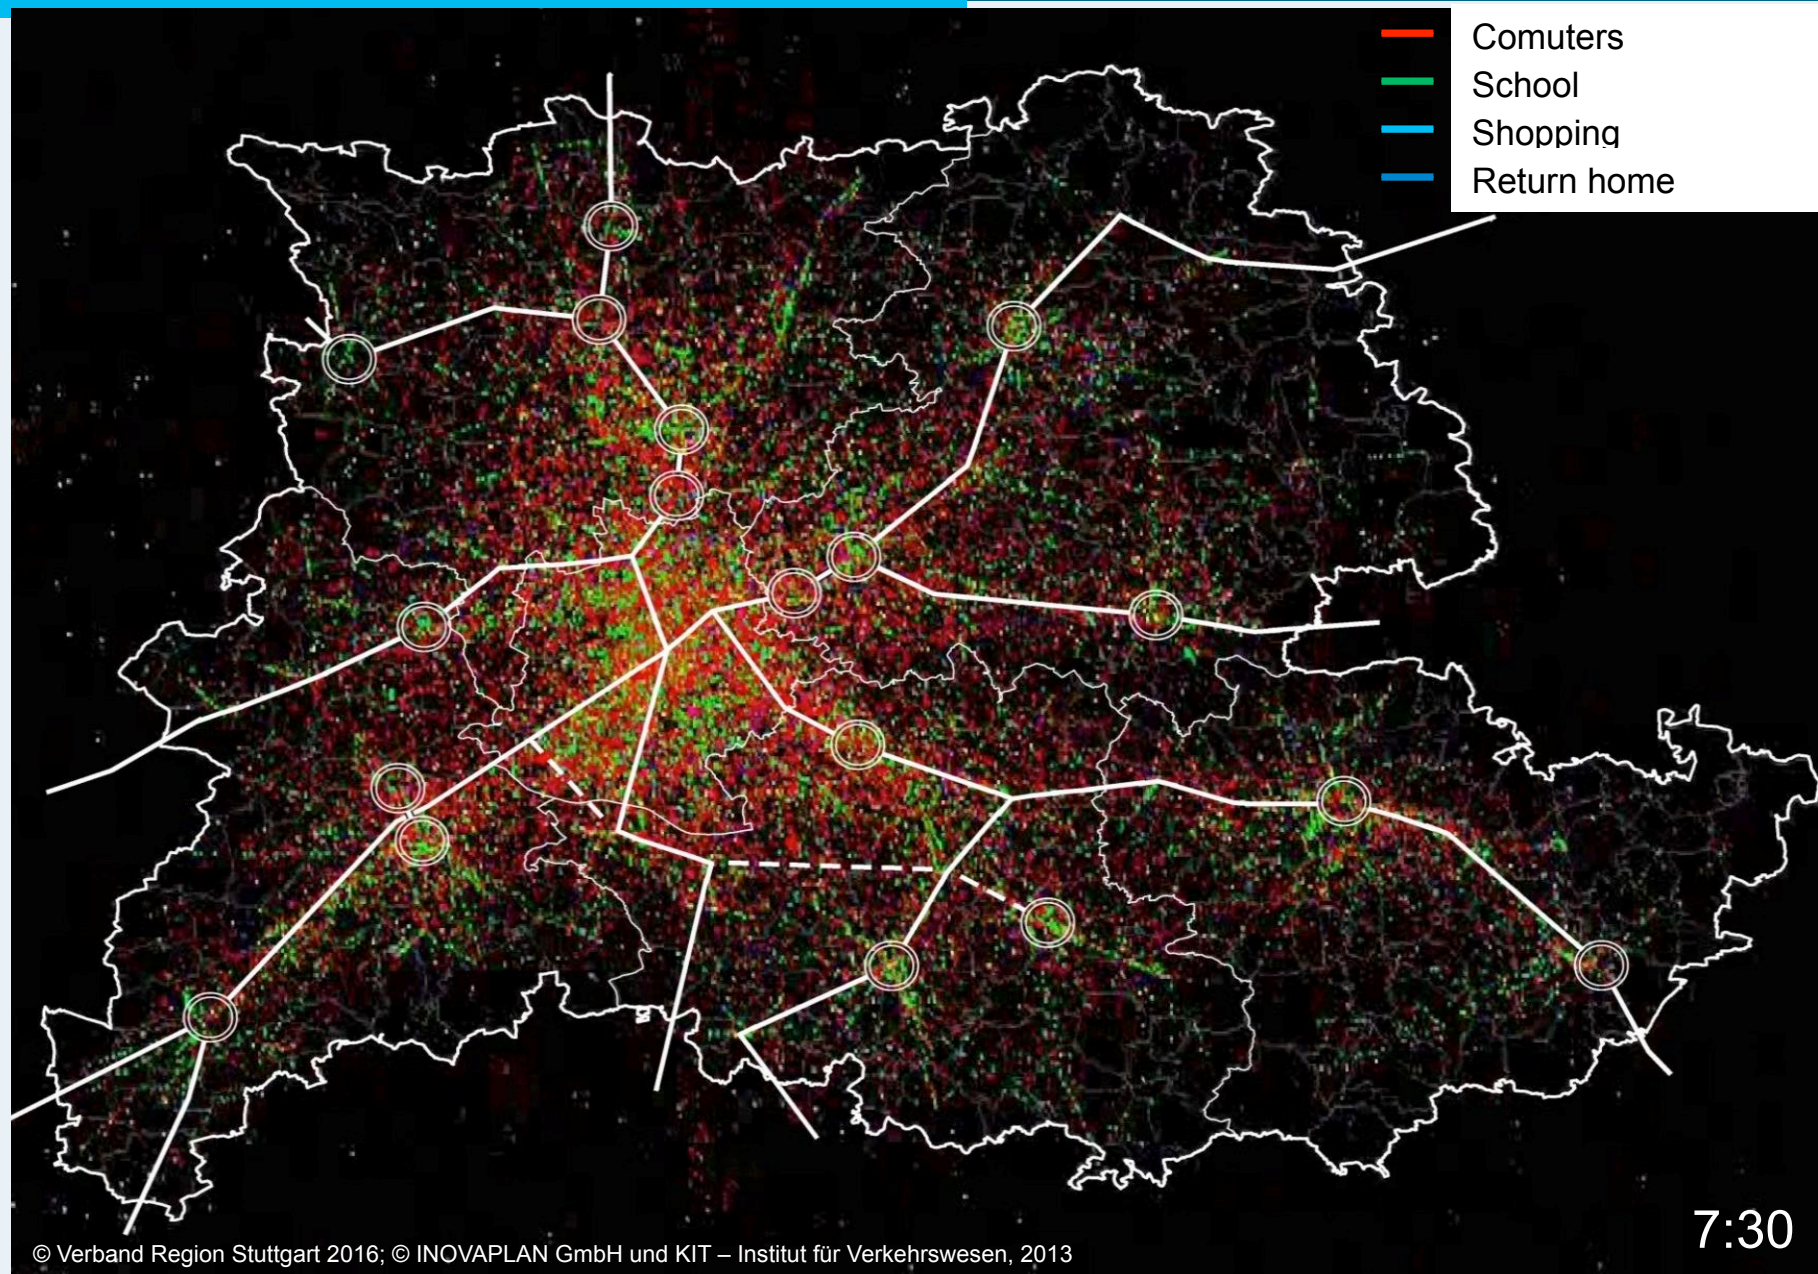 Comuters
School
Shopping
Return home
7:30
© Verband Region Stuttgart 2016; © INOVAPLAN GmbH und KIT – Institut für Verkehrswesen, 2013